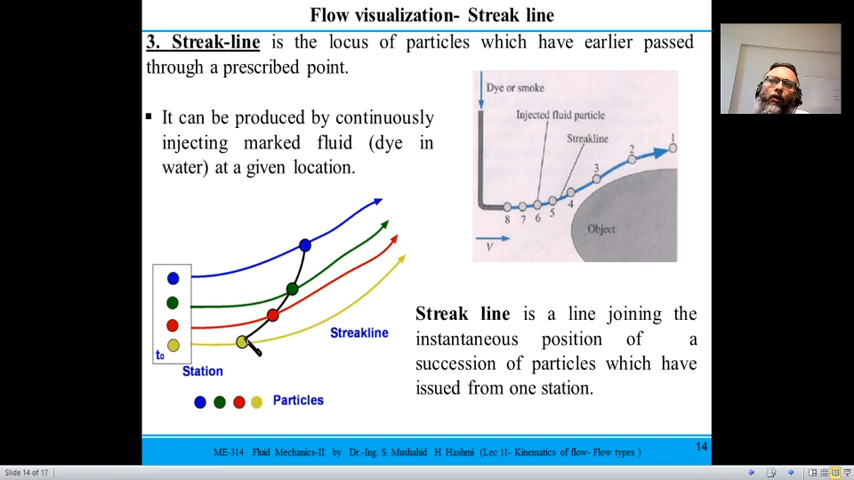 Flow visualization- Streak line
3. Streak-line is the locus of particles which have earlier passed
through a prescribed point.
▪ It can be produced by continuously
injecting marked fluid (dye in
water) at a given location.
Dye or smoke
Injected fluid particle
Streakline
1
2
3
4
5
6
7
8
Object
V
t₀
Station
Streakline
Particles
Streak line is a line joining the
instantaneous position of a
succession of particles which have
issued from one station.
ME-314 Fluid Mechanics-II by Dr.-Ing. S. Mushahid H Hashmi (Lec 11- Kinematics of flow- Flow types )
14
Slide 14 of 17